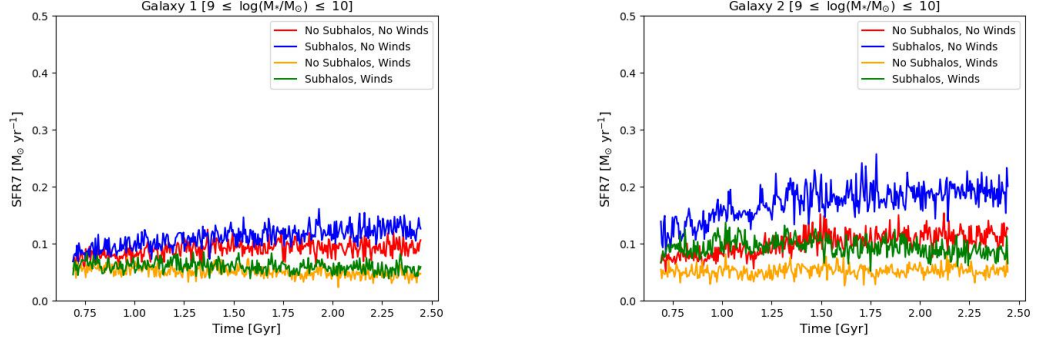 Galaxy 1 [9 ≤ log(M*/M⊙) ≤ 10]
0.5
0.4
0.3
0.2
0.1
0.0
SFR7 [M⊙ yr⁻¹]
No Subhalos, No Winds
Subhalos, No Winds
No Subhalos, Winds
Subhalos, Winds
0.75 1.00 1.25 1.50 1.75 2.00 2.25 2.50
Time [Gyr]
Galaxy 2 [9 ≤ log(M*/M⊙) ≤ 10]
0.5
0.4
0.3
0.2
0.1
0.0
SFR7 [M⊙ yr⁻¹]
No Subhalos, No Winds
Subhalos, No Winds
No Subhalos, Winds
Subhalos, Winds
0.75 1.00 1.25 1.50 1.75 2.00 2.25 2.50
Time [Gyr]